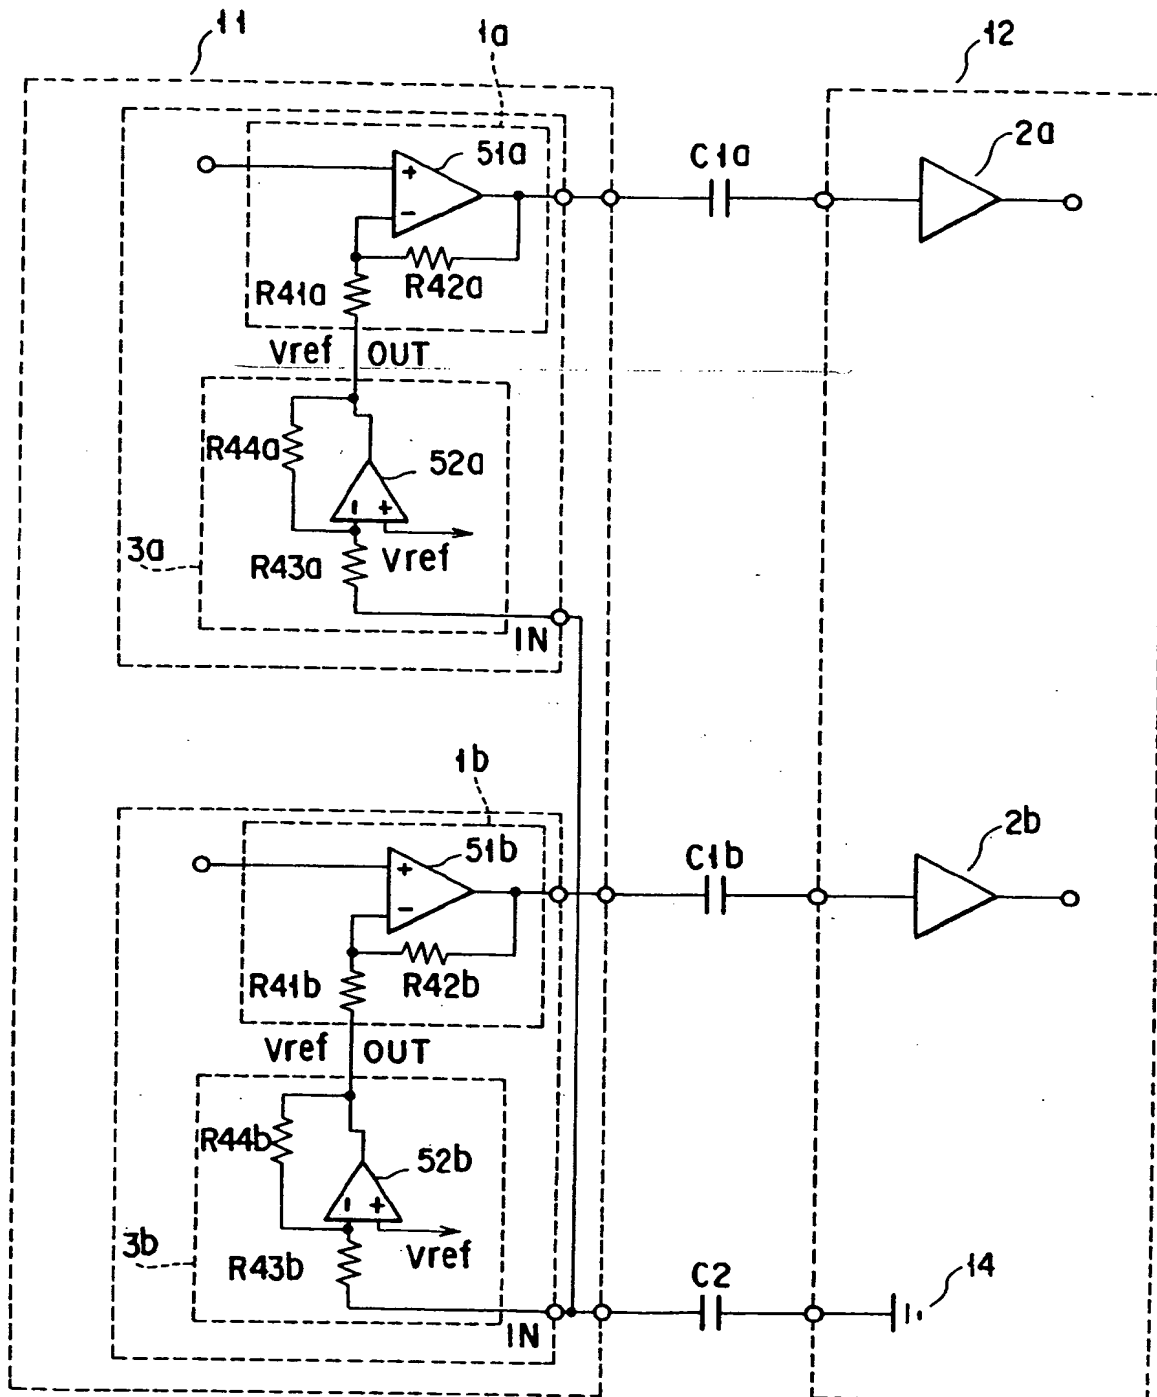 11
1a
12
51a
C1a
2a
+
−
R41a
R42a
Vref OUT
R44a
52a
− +
3a
R43a
Vref
IN
1b
51b
C1b
2b
+
−
R41b
R42b
Vref OUT
R44b
52b
− +
3b
R43b
Vref
C2
14
IN